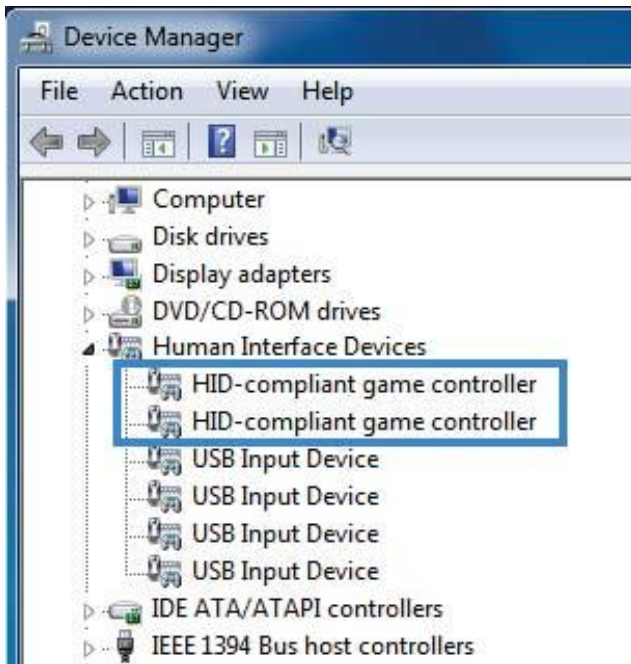 Device Manager
File Action View Help
Computer
Disk drives
Display adapters
DVD/CD-ROM drives
Human Interface Devices
HID-compliant game controller
HID-compliant game controller
USB Input Device
USB Input Device
USB Input Device
USB Input Device
IDE ATA/ATAPI controllers
IEEE 1394 Bus host controllers